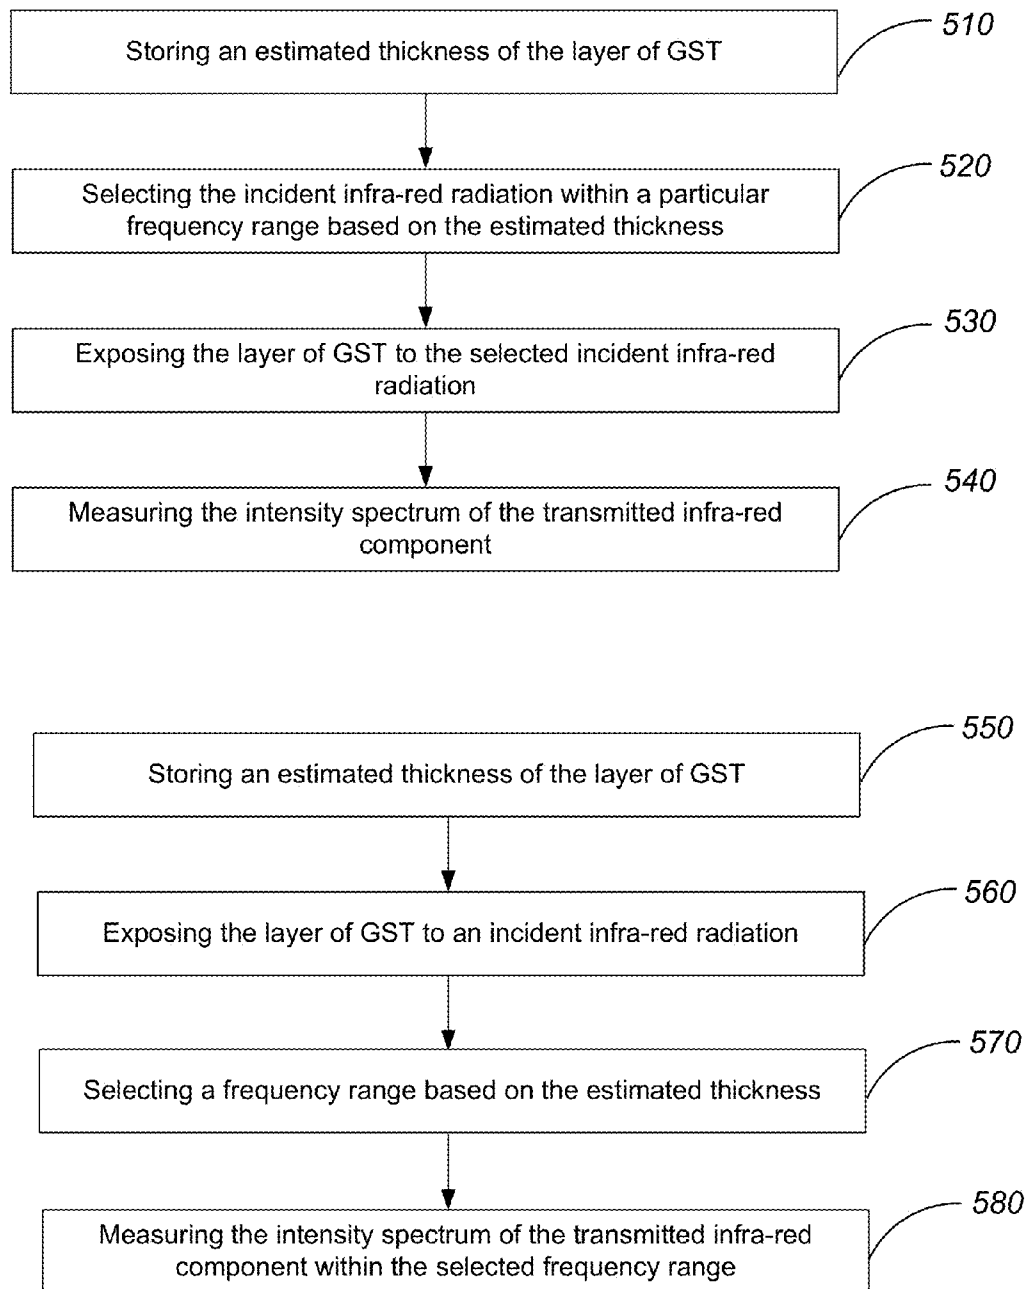 510
Storing an estimated thickness of the layer of GST
520
Selecting the incident infra-red radiation within a particular
frequency range based on the estimated thickness
530
Exposing the layer of GST to the selected incident infra-red
radiation
540
Measuring the intensity spectrum of the transmitted infra-red
component
550
Storing an estimated thickness of the layer of GST
560
Exposing the layer of GST to an incident infra-red radiation
570
Selecting a frequency range based on the estimated thickness
580
Measuring the intensity spectrum of the transmitted infra-red
component within the selected frequency range